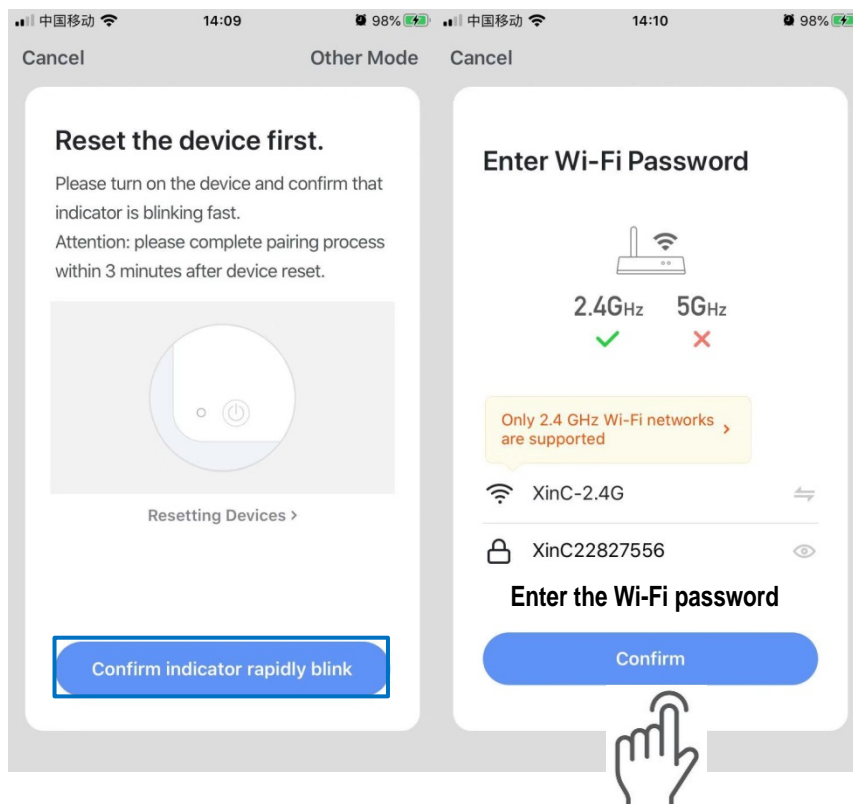 中国移动 14:09 98%
Cancel Other Mode
Reset the device first.
Please turn on the device and confirm that
indicator is blinking fast.
Attention: please complete pairing process
within 3 minutes after device reset.
Resetting Devices >
Confirm indicator rapidly blink
中国移动 14:10 98%
Cancel
Enter Wi-Fi Password
2.4GHz 5GHz
Only 2.4 GHz Wi-Fi networks
are supported >
XinC-2.4G
XinC22827556
Enter the Wi-Fi password
Confirm